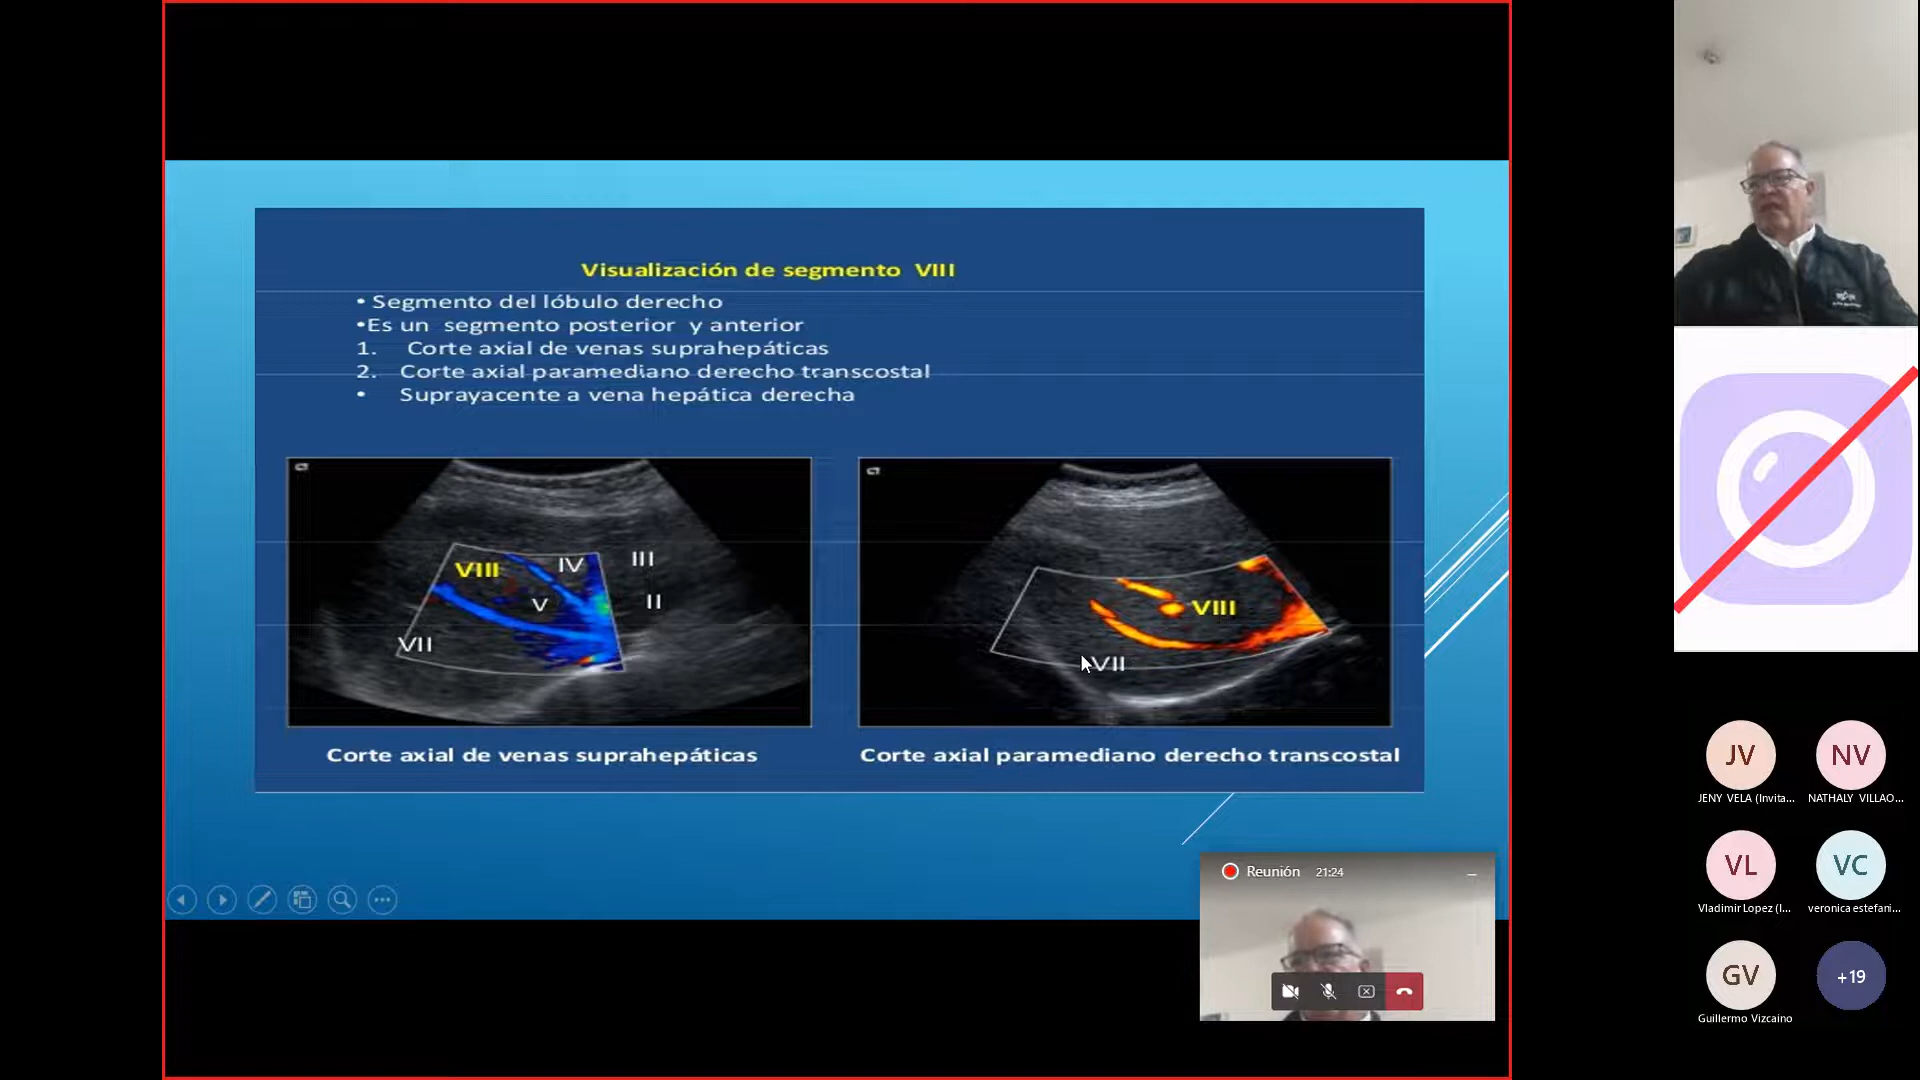 Visualización de segmento VIII
• Segmento del lóbulo derecho
•Es un segmento posterior y anterior
1. Corte axial de venas suprahepáticas
2. Corte axial paramediano derecho transcostal
• Suprayacente a vena hepática derecha
VIII
IV
III
V
II
VII
VIII
VII
Corte axial de venas suprahepáticas
Corte axial paramediano derecho transcostal
Reunión 21:24
JV
NV
JENY VELA (Invita...
NATHALY VILLAO...
VL
VC
Vladimir Lopez (I...
veronica estefani...
GV
+19
Guillermo Vizcaino